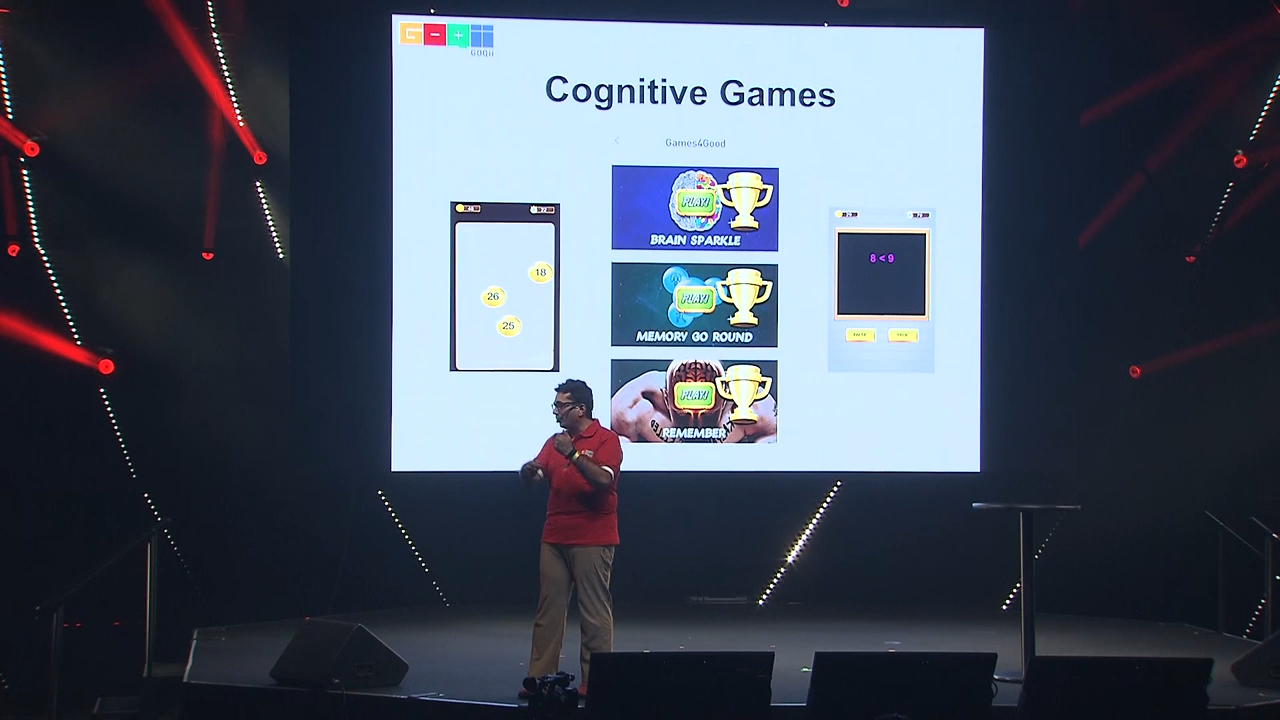 GOQii
Cognitive Games
Games4Good
PLAY!
BRAIN SPARKLE
18
26
25
8 < 9
PLAY!
MEMORY GO ROUND
PLAY!
REMEMBER